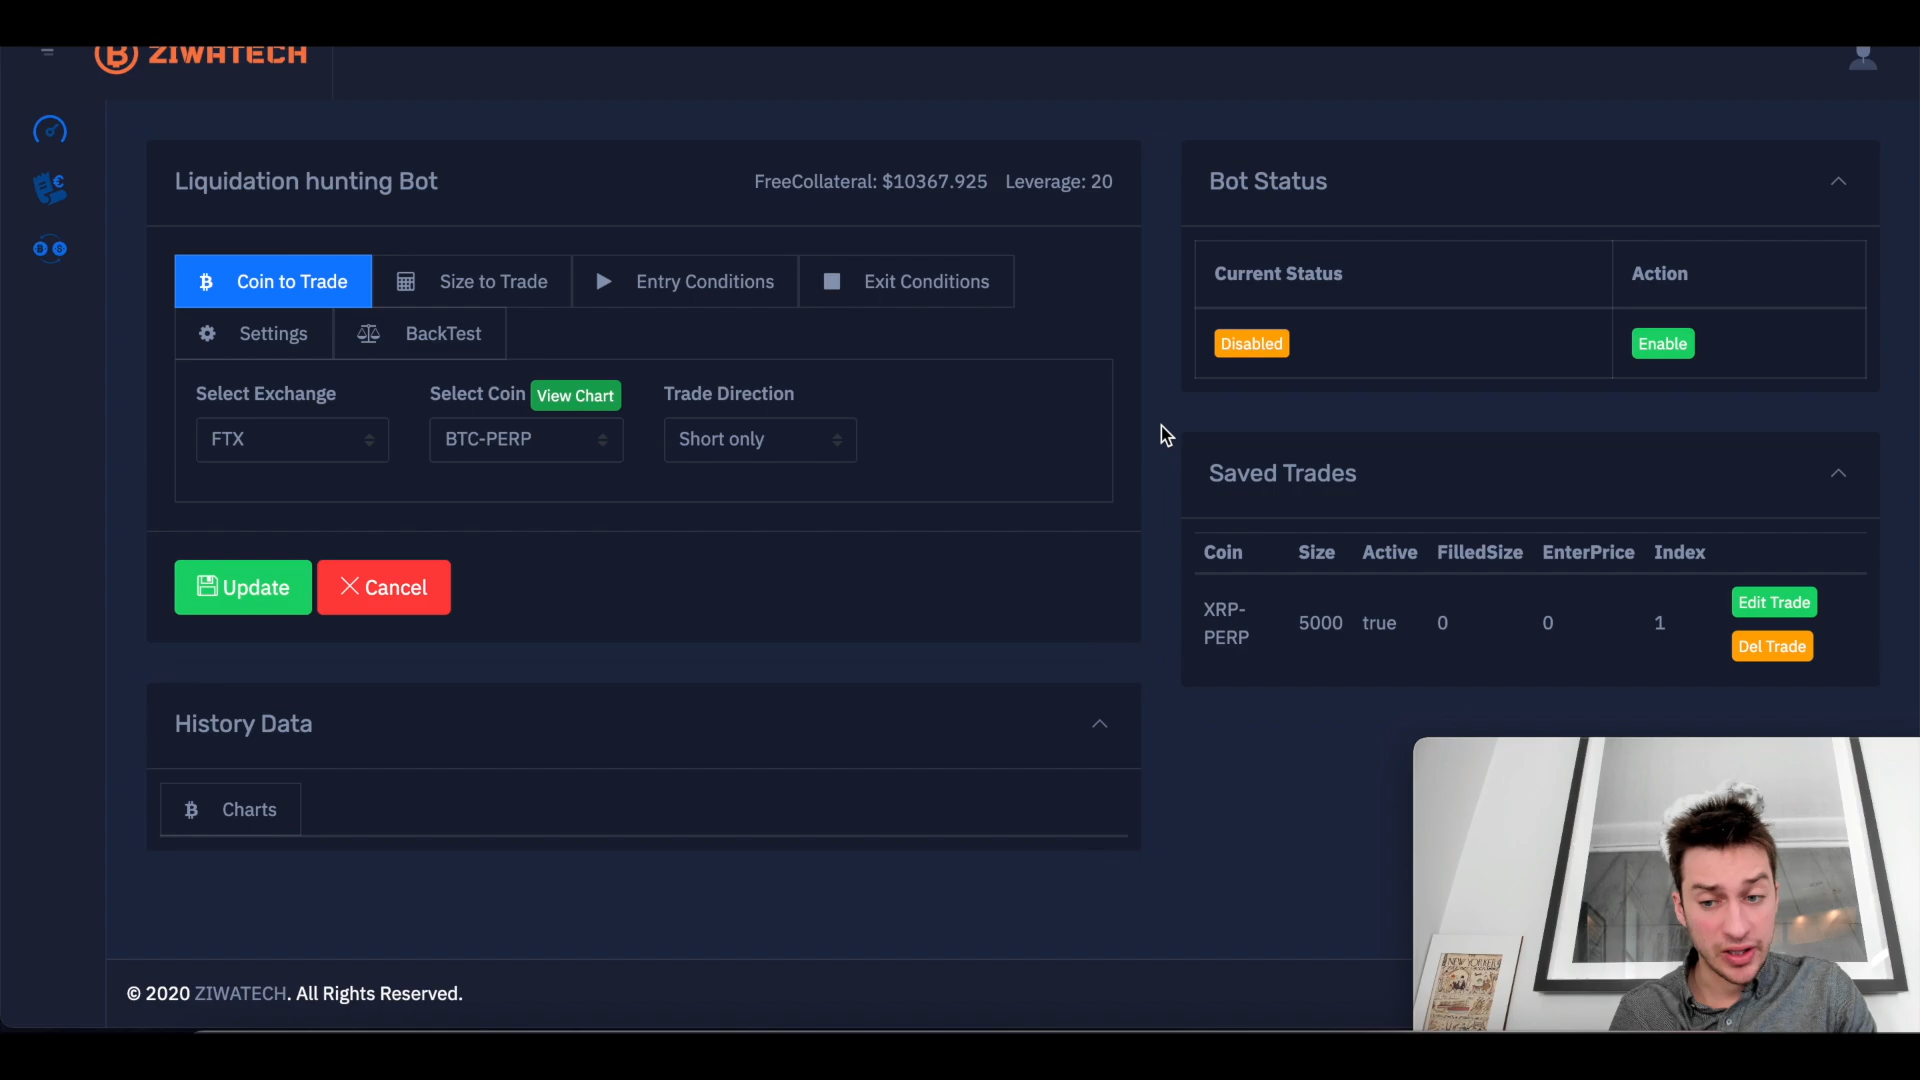 ZIWATECH
Liquidation hunting Bot
FreeCollateral: $10367.925 Leverage: 20
Coin to Trade
Size to Trade
Entry Conditions
Exit Conditions
Settings
BackTest
Select Exchange
Select Coin View Chart
Trade Direction
FTX
BTC-PERP
Short only
Update
Cancel
History Data
Charts
Bot Status
Current Status Action
Disabled Enable
Saved Trades
Coin Size Active FilledSize EnterPrice Index
XRP-
PERP
5000 true 0 0 1
Edit Trade
Del Trade
NEW YORKER
© 2020 ZIWATECH. All Rights Reserved.